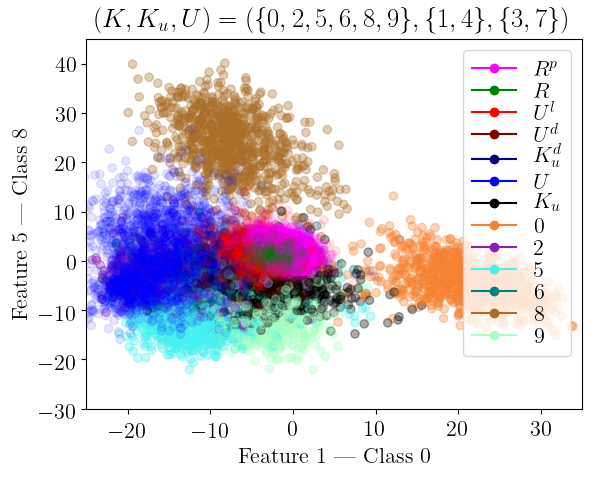 (K, K_u, U) = ({0, 2, 5, 6, 8, 9}, {1, 4}, {3, 7})
Feature 5 — Class 8
40
30
20
10
0
−10
−20
−30
R^p
R
U^l
U^d
K_u^d
U
K_u
0
2
5
6
8
9
−20
−10
0
10
20
30
Feature 1 — Class 0